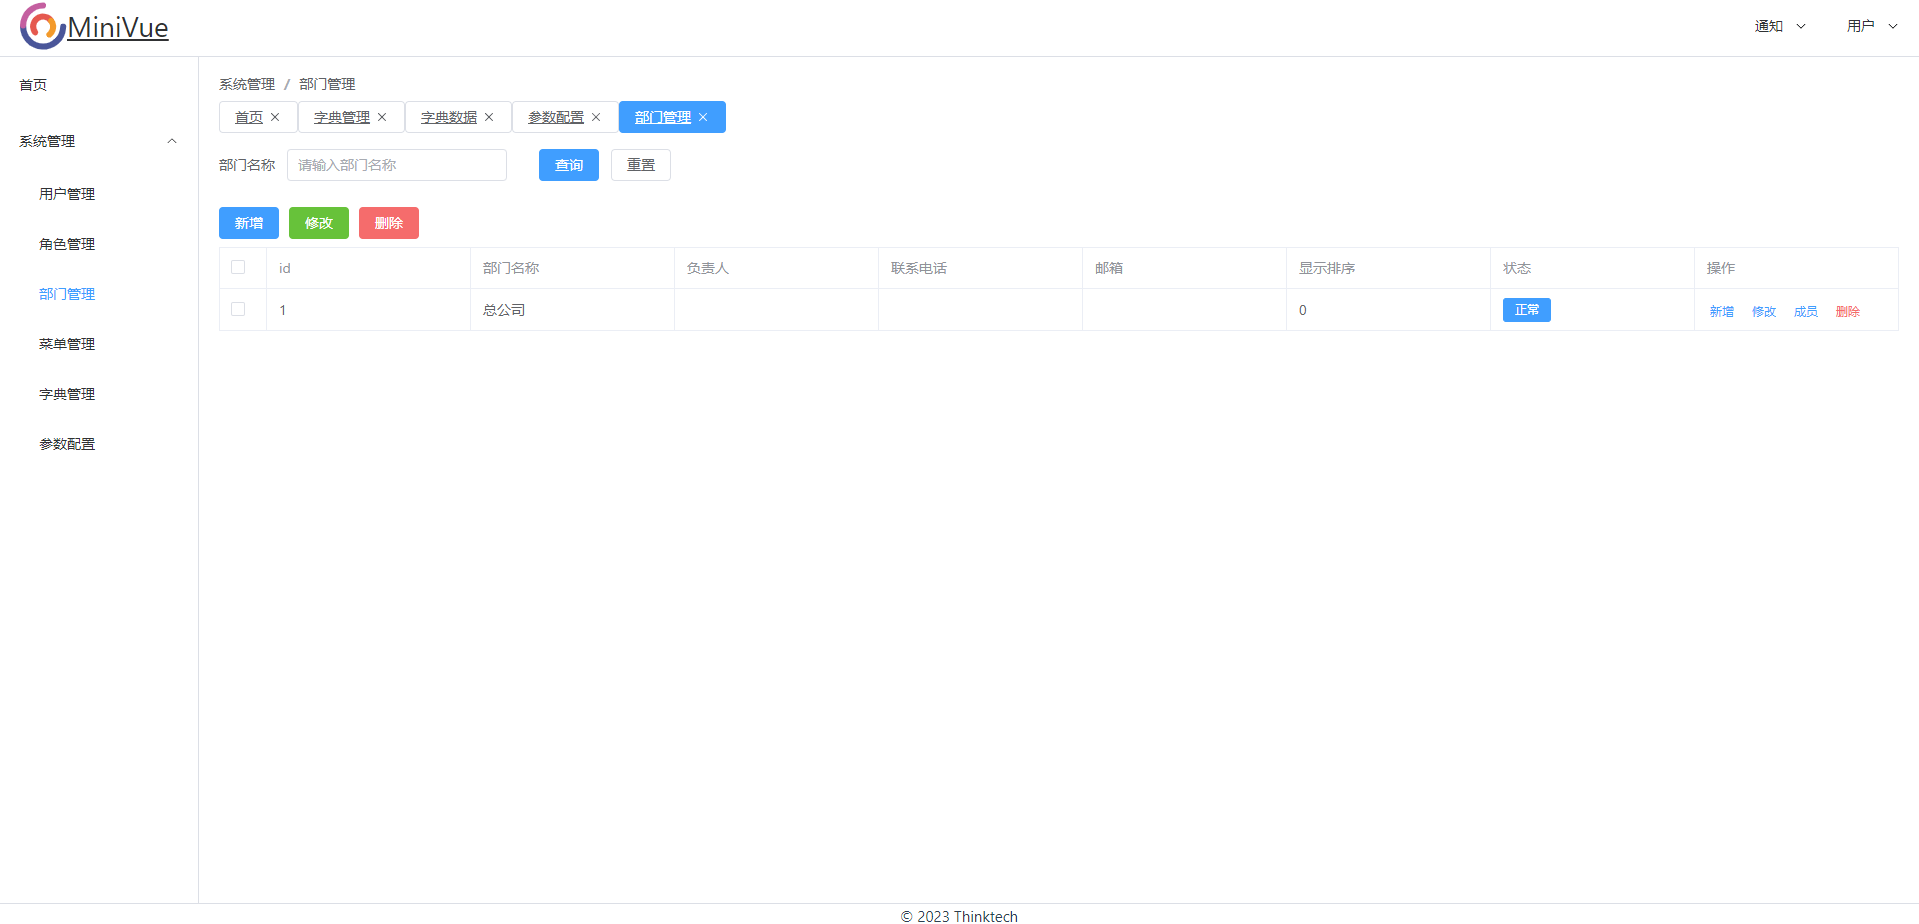 MiniVue
通知
用户
首页
系统管理
用户管理
角色管理
部门管理
菜单管理
字典管理
参数配置
系统管理 / 部门管理
首页 字典管理 字典数据 参数配置 部门管理
部门名称 请输入部门名称 查询 重置
新增 修改 删除
id 部门名称 负责人 联系电话 邮箱 显示排序 状态 操作
1 总公司 0 正常 新增 修改 成员 删除
© 2023 Thinktech